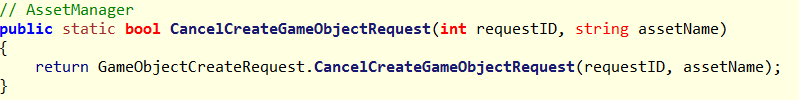 // AssetManager
public static bool CancelCreateGameObjectRequest(int requestID, string assetName)
{
    return GameObjectCreateRequest.CancelCreateGameObjectRequest(requestID, assetName);
}